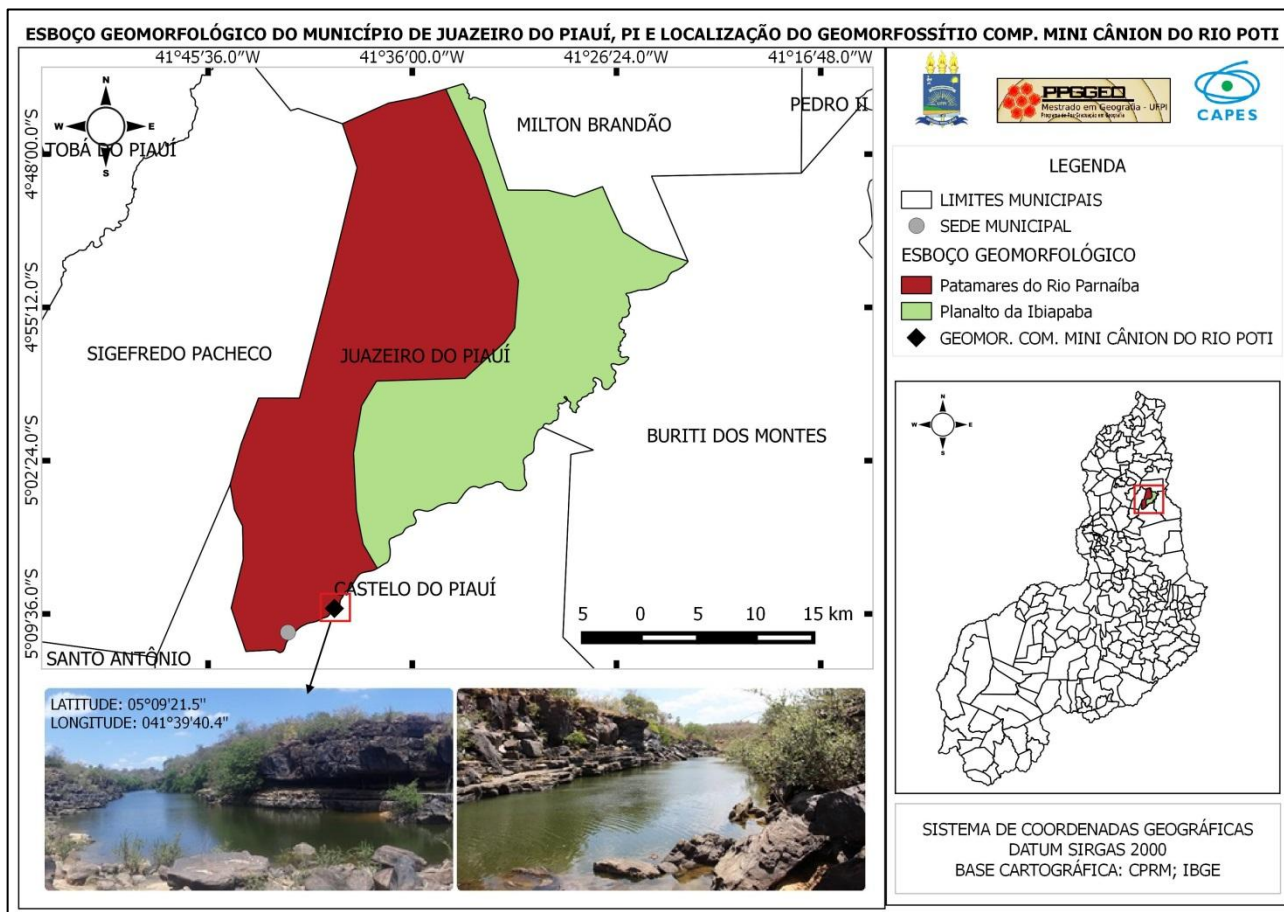 ESBOÇO GEOMORFOLÓGICO DO MUNICÍPIO DE JUAZEIRO DO PIAUÍ, PI E LOCALIZAÇÃO DO GEOMORFOSSÍTIO COMP. MINI CÂNION DO RIO POTI
41°45'36.0"W
41°36'00.0"W
41°26'24.0"W
41°16'48.0"W
4°48'00.0"S
4°55'12.0"S
5°02'24.0"S
5°09'36.0"S
N
W E
S
TOBÁ DO PIAUÍ
MILTON BRANDÃO
PEDRO II
SIGEFREDO PACHECO
JUAZEIRO DO PIAUÍ
BURITI DOS MONTES
CASTELO DO PIAUÍ
SANTO ANTÔNIO
5 0 5 10 15 km
LATITUDE: 05°09'21.5"
LONGITUDE: 041°39'40.4"
PPGGEO
Mestrado em Geografia - UFPI
Programa de Pós-Graduação em Geografia
CAPES
LEGENDA
LIMITES MUNICIPAIS
SEDE MUNICIPAL
ESBOÇO GEOMORFOLÓGICO
Patamares do Rio Parnaíba
Planalto da Ibiapaba
GEOMOR. COM. MINI CÂNION DO RIO POTI
N
W E
S
SISTEMA DE COORDENADAS GEOGRÁFICAS
DATUM SIRGAS 2000
BASE CARTOGRÁFICA: CPRM; IBGE